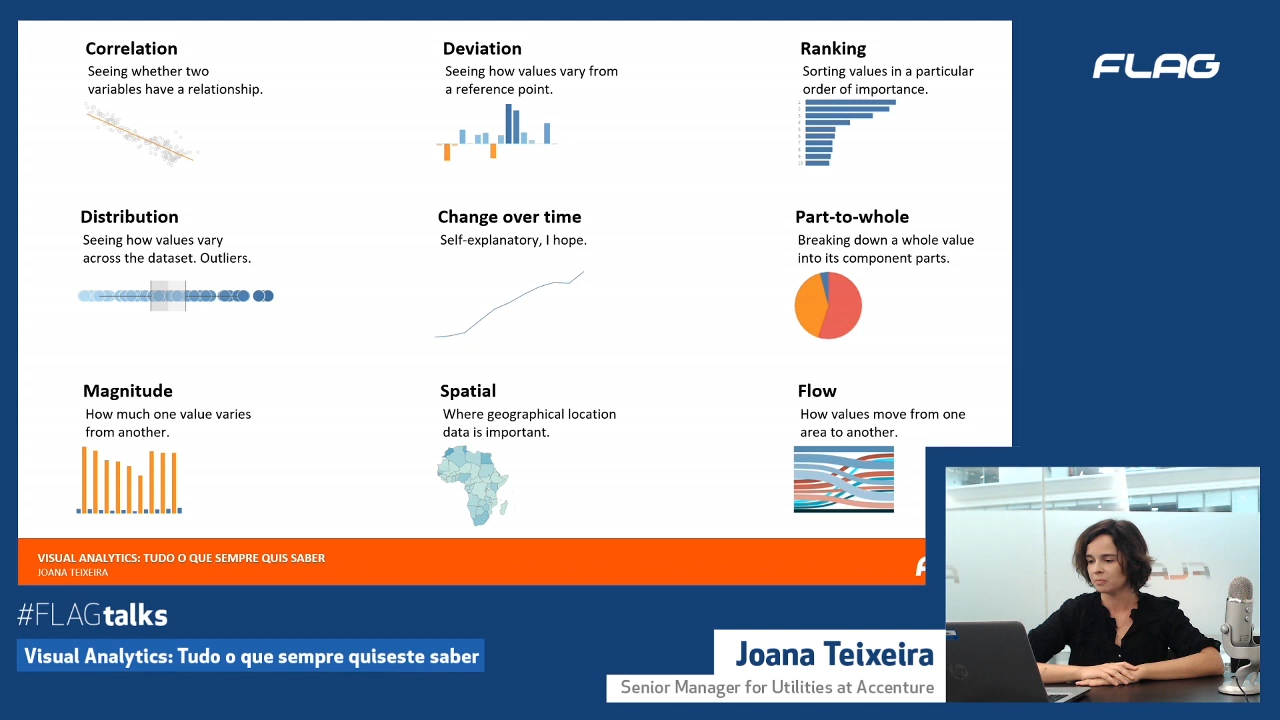 Correlation
Seeing whether two
variables have a relationship.
Deviation
Seeing how values vary from
a reference point.
Ranking
Sorting values in a particular
order of importance.
FLAG
Distribution
Seeing how values vary
across the dataset. Outliers.
Change over time
Self-explanatory, I hope.
Part-to-whole
Breaking down a whole value
into its component parts.
Magnitude
How much one value varies
from another.
Spatial
Where geographical location
data is important.
Flow
How values move from one
area to another.
VISUAL ANALYTICS: TUDO O QUE SEMPRE QUIS SABER
JOANA TEIXEIRA
#FLAGtalks
Visual Analytics: Tudo o que sempre quiseste saber
Joana Teixeira
Senior Manager for Utilities at Accenture